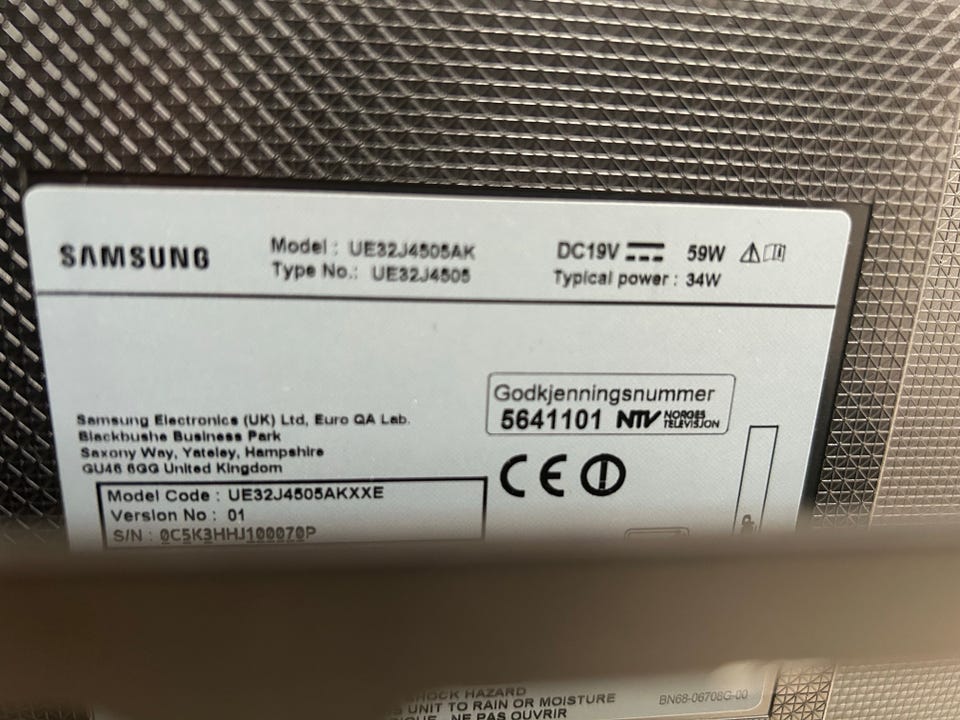 SAMSUNG
Model : UE32J4505AK
Type No.: UE32J4505
DC19V 59W
Typical power : 34W
Godkjenningsnummer
5641101 NTV NORGES TELEVISJON
Samsung Electronics (UK) Ltd, Euro QA Lab.
Blackbushe Business Park
Saxony Way, Yateley, Hampshire
GU46 6GG United Kingdom
CE
Model Code : UE32J4505AKXXE
Version No : 01
S/N : 0C5K3HHJ100070P
HAZARD
UNIT TO RAIN OR MOISTURE
NE PAS OUVRIR
BN68-06708G-00